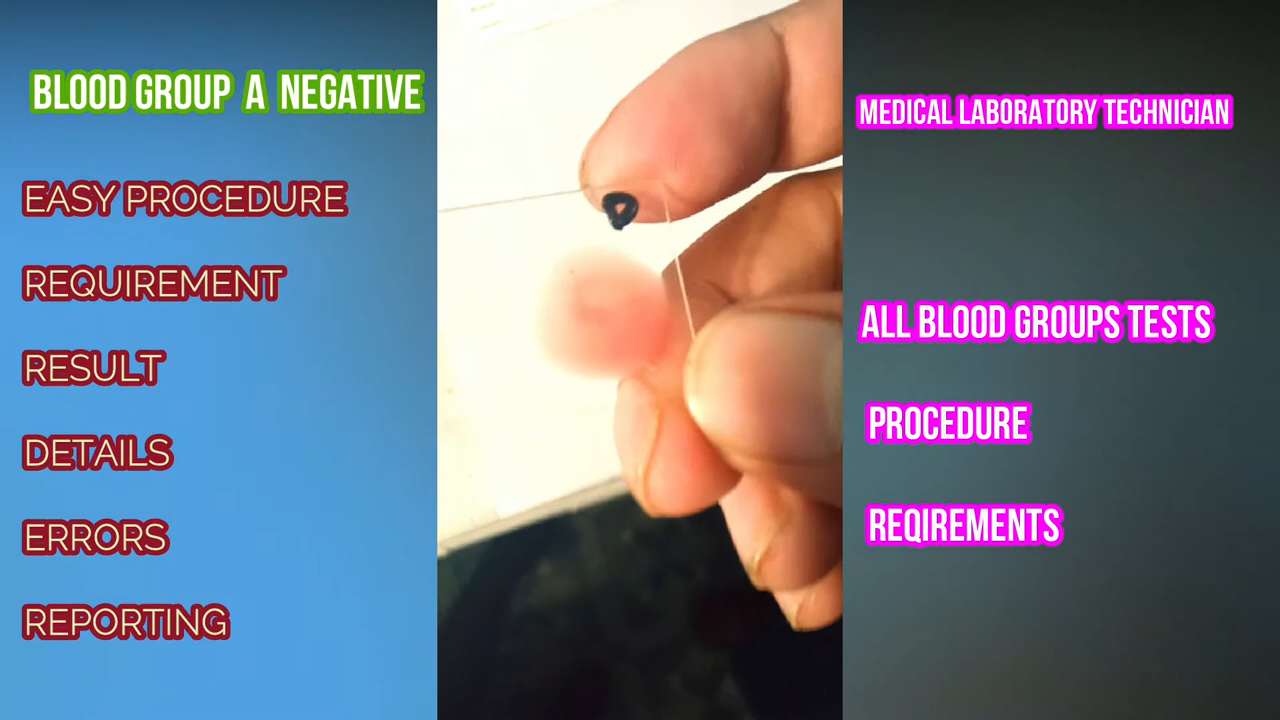 BLOOD GROUP A NEGATIVE
EASY PROCEDURE
REQUIREMENT
RESULT
DETAILS
ERRORS
REPORTING
D
MEDICAL LABORATORY TECHNICIAN
ALL BLOOD GROUPS TESTS
PROCEDURE
REQIREMENTS